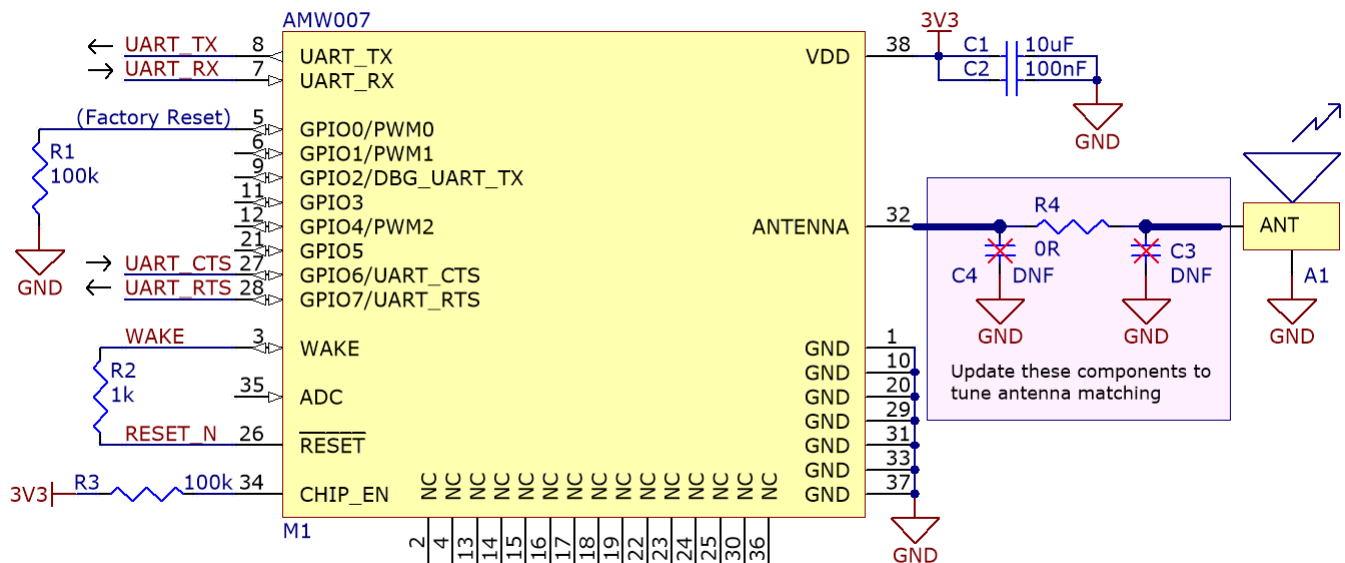 AMW007
UART_TX 8 UART_TX
UART_RX 7 UART_RX
(Factory Reset) 5 GPIO0/PWM0
6 GPIO1/PWM1
9 GPIO2/DBG_UART_TX
11 GPIO3
12 GPIO4/PWM2
21 GPIO5
UART_CTS 27 GPIO6/UART_CTS
UART_RTS 28 GPIO7/UART_RTS
R1
100k
GND
WAKE 3 WAKE
R2
1k
35 ADC
RESET_N 26 RESET
3V3 R3 100k 34 CHIP_EN
M1
NC NC NC NC NC NC NC NC NC NC NC NC NC NC NC
2 4 13 14 15 16 17 18 19 22 23 24 25 30 36
3V3
VDD 38 C1 10uF
C2 100nF
GND
ANTENNA 32
R4
0R
C4 DNF
GND
C3
DNF
GND
ANT
A1
GND
Update these components to
tune antenna matching
GND 1
GND 10
GND 20
GND 29
GND 31
GND 33
GND 37
GND